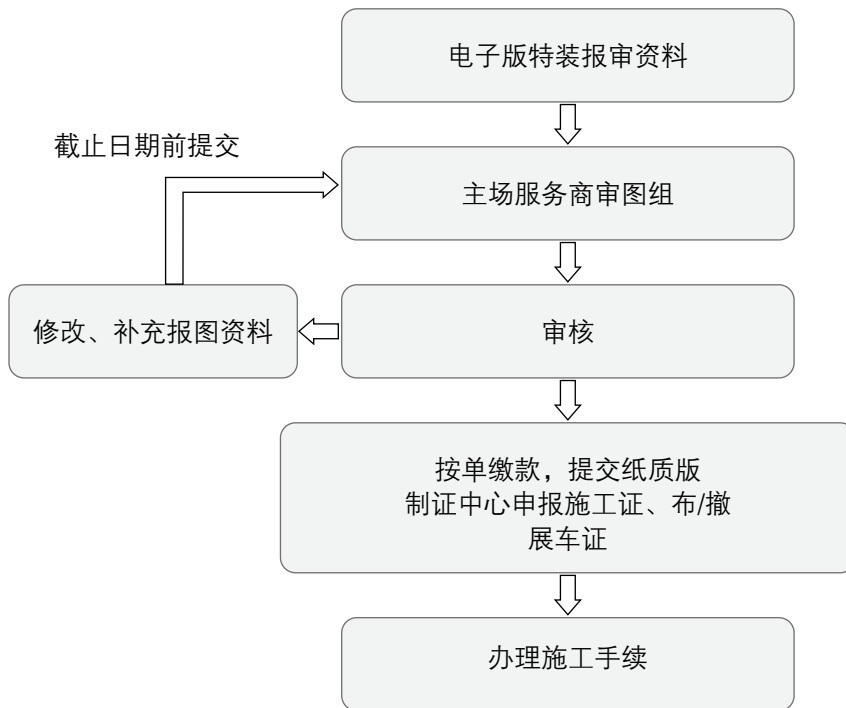 电子版特装报审资料
截止日期前提交
主场服务商审图组
修改、补充报图资料
审核
按单缴款，提交纸质版
制证中心申报施工证、布/撤
展车证
办理施工手续